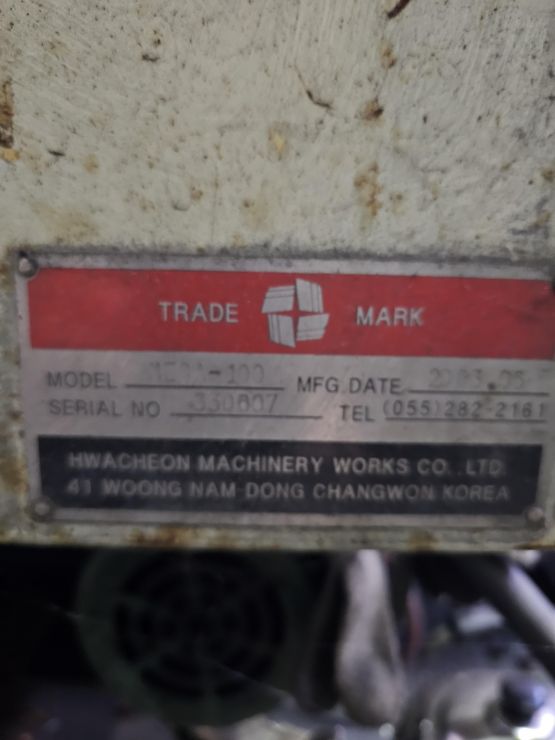 TRADE MARK
MODEL -100 MFG. DATE
SERIAL NO TEL (055)282-2161
HWACHEON MACHINERY WORKS CO., LTD
41 WOONG NAM-DONG CHANGWON KOREA